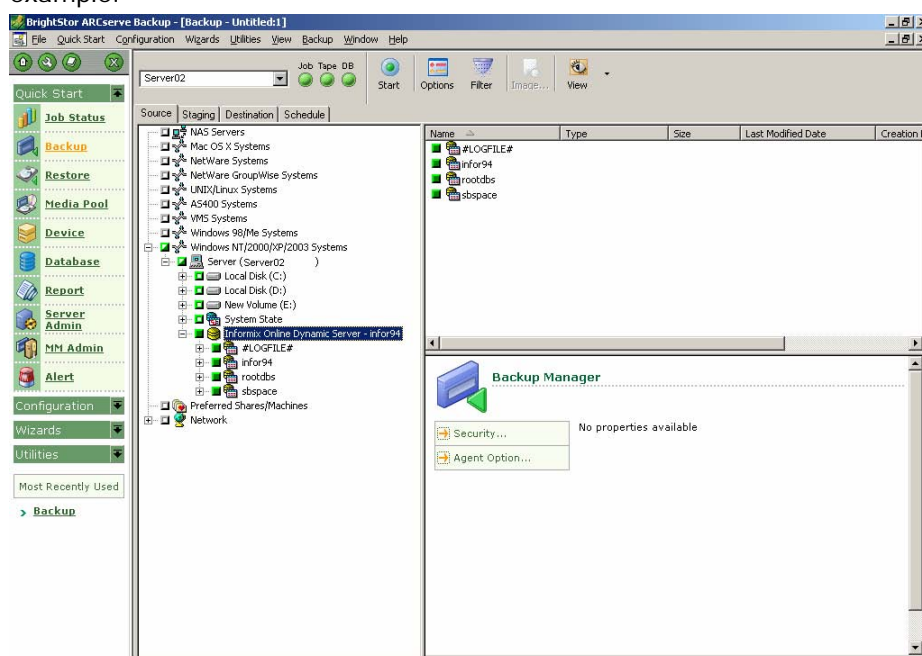 example:
BrightStor ARCserve Backup - [Backup - Untitled:1]
File Quick Start Configuration Wizards Utilities View Backup Window Help
Quick Start
Job Status
Backup
Restore
Media Pool
Device
Database
Report
Server Admin
MM Admin
Alert
Configuration
Wizards
Utilities
Most Recently Used
Backup
Server02
Job Tape DB
Start
Options
Filter
Image...
View
Source Staging Destination Schedule
NAS Servers
Mac OS X Systems
NetWare Systems
NetWare GroupWise Systems
UNIX/Linux Systems
AS400 Systems
VMS Systems
Windows 98/Me Systems
Windows NT/2000/XP/2003 Systems
Server (Server02 )
Local Disk (C:)
Local Disk (D:)
New Volume (E:)
System State
Informix Online Dynamic Server - infor94
#LOGFILE#
infor94
rootdbs
sbspace
Preferred Shares/Machines
Network
Name Type Size Last Modified Date Creation
#LOGFILE#
infor94
rootdbs
sbspace
Backup Manager
Security...
Agent Option...
No properties available